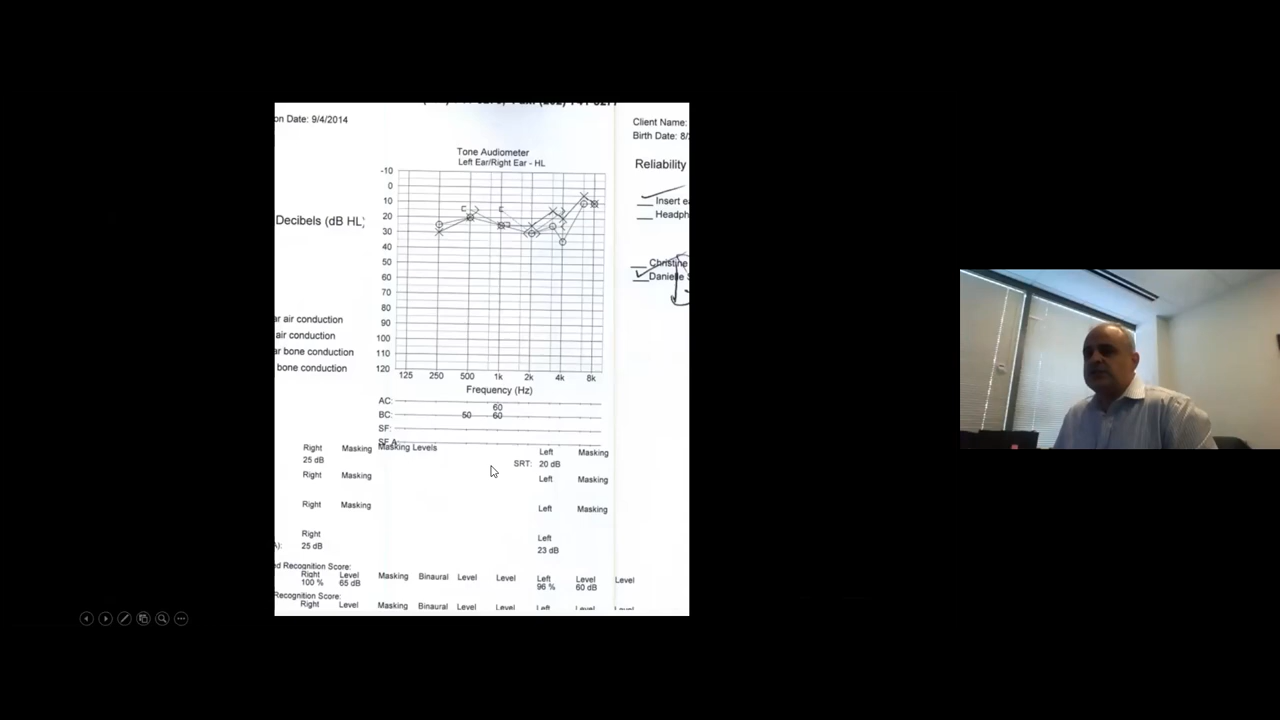 on Date: 9/4/2014
Client Name:
Birth Date: 8/
Tone Audiometer
Left Ear/Right Ear - HL
Reliability
Insert
Headph
Decibels (dB HL)
-10
0
10
20
30
40
50
60
70
80
90
100
110
120
Christine
Danielle S
ar air conduction
air conduction
ar bone conduction
bone conduction
125 250 500 1k 2k 4k 8k
Frequency (Hz)
AC: 60
BC: 50 60
SF:
SF A:
Right Masking Masking Levels Left Masking
25 dB SRT: 20 dB
Right Masking Left Masking
Right Masking Left Masking
Right Left
A): 25 dB 23 dB
d Recognition Score:
Right Level Masking Binaural Level Level Left Level Level
100 % 65 dB 96 % 60 dB
Recognition Score:
Right Level Masking Binaural Level Level Left Level Level